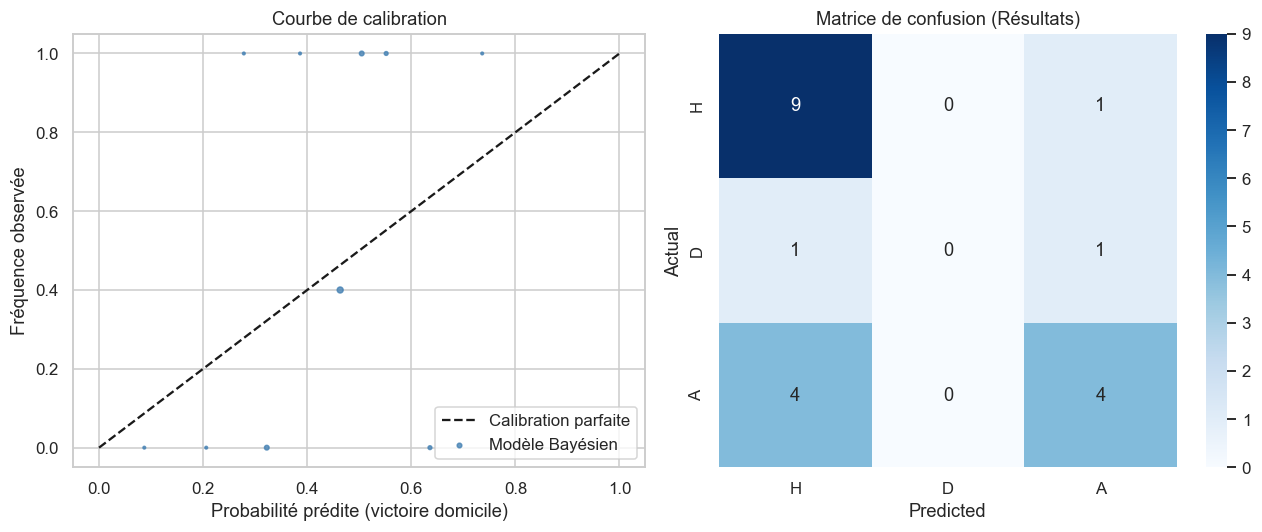 Courbe de calibration
Fréquence observée
1.0
0.8
0.6
0.4
0.2
0.0
0.0 0.2 0.4 0.6 0.8 1.0
Probabilité prédite (victoire domicile)
Calibration parfaite
Modèle Bayésien
Matrice de confusion (Résultats)
Actual
H 9 0 1
D 1 0 1
A 4 0 4
H D A
Predicted
9
8
7
6
5
4
3
2
1
0